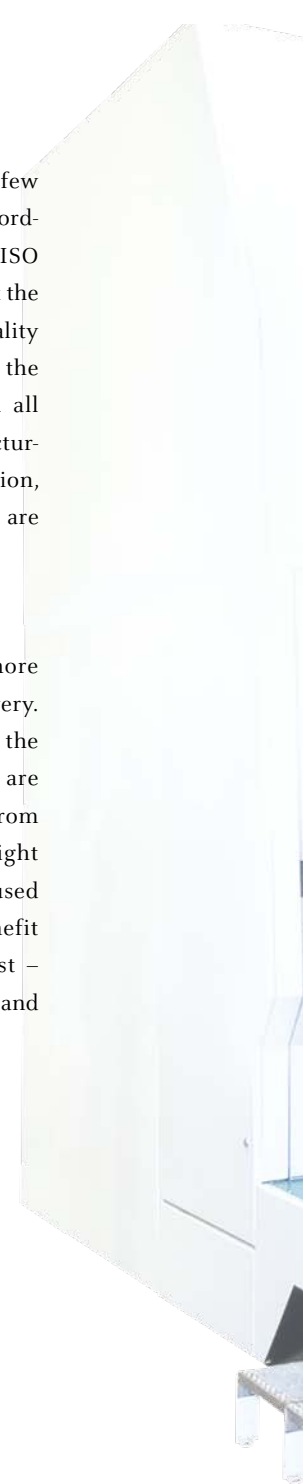 few
ord-
ISO
the
ality
the
all
ctur-
ion,
are
nore
ery.
the
are
rom
ight
used
nefit
st –
and